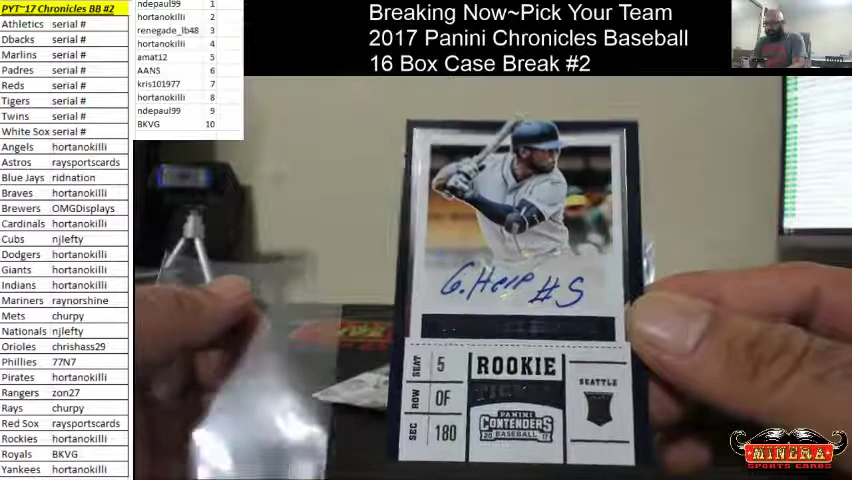 PYT~17 Chronicles BB #2
Athletics serial #
Dbacks serial #
Marlins serial #
Padres serial #
Reds serial #
Tigers serial #
Twins serial #
White Sox serial #
Angels hortanokilli
Astros raysportscards
Blue Jays ridnation
Braves hortanokilli
Brewers OMGDisplays
Cardinals hortanokilli
Cubs njlefty
Dodgers hortanokilli
Giants hortanokilli
Indians hortanokilli
Mariners raynorshine
Mets churpy
Nationals njlefty
Orioles chrishass29
Phillies 77N7
Pirates hortanokilli
Rangers zon27
Rays churpy
Red Sox raysportscards
Rockies hortanokilli
Royals BKVG
Yankees hortanokilli
ndepaul99 1
hortanokilli 2
renegade_lb48 3
hortanokilli 4
amat12 5
AANS 6
kris101977 7
hortanokilli 8
ndepaul99 9
BKVG 10
Breaking Now~Pick Your Team
2017 Panini Chronicles Baseball
16 Box Case Break #2
SEAT 5
ROW OF
SEC 180
ROOKIE
TICKET
PANINI
CONTENDERS
20 BASEBALL 17
SEATTLE
MINERA
SPORTS CARDS